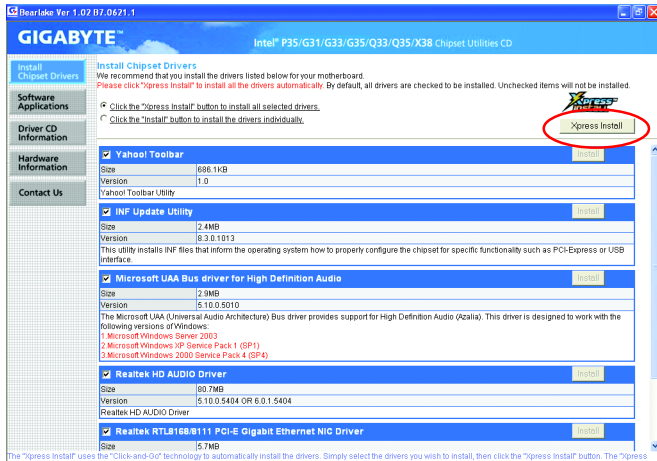 Bearlake Ver 1.02 B7.0621.1
GIGABYTE™
Intel® P35/G31/G33/G35/Q33/Q35/X38 Chipset Utilities CD
Install
Chipset Drivers
Software
Applications
Driver CD
Information
Hardware
Information
Contact Us
Install Chipset Drivers
We recommend that you install the drivers listed below for your motherboard.
Please click "Xpress Install" to install all the drivers automatically. By default, all drivers are checked to be installed. Unchecked items will not be installed.
Click the "Xpress Install" button to install all selected drivers.
Click the "Install" button to install the drivers individually.
Xpress
Install
Xpress Install
Yahoo! Toolbar
Install
Size 686.1KB
Version 1.0
Yahoo! Toolbar Utility
INF Update Utility
Install
Size 2.4MB
Version 8.3.0.1013
This utility installs INF files that inform the operating system how to properly configure the chipset for specific functionality such as PCI-Express or USB
interface.
Microsoft UAA Bus driver for High Definition Audio
Install
Size 2.9MB
Version 5.10.0.5010
The Microsoft UAA (Universal Audio Architecture) Bus driver provides support for High Definition Audio (Azalia). This driver is designed to work with the
following versions of Windows:
1.Microsoft Windows Server 2003
2.Microsoft Windows XP Service Pack 1 (SP1)
3.Microsoft Windows 2000 Service Pack 4 (SP4)
Realtek HD AUDIO Driver
Install
Size 80.7MB
Version 5.10.0.5404 OR 6.0.1.5404
Realtek HD AUDIO Driver
Realtek RTL8168/8111 PCI-E Gigabit Ethernet NIC Driver
Install
Size 5.7MB
The "Xpress Install" uses the "Click-and-Go" technology to automatically install the drivers. Simply select the drivers you wish to install, then click the "Xpress Install" button. The "Xpress